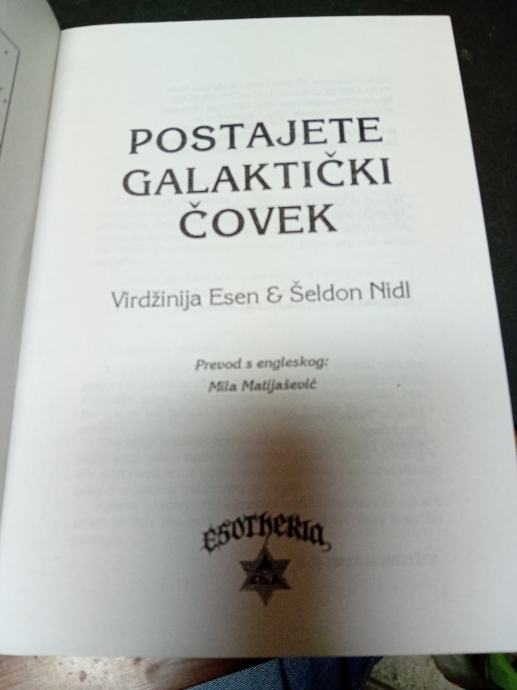 POSTAJETE
GALAKTIČKI
ČOVEK
Virdžinija Esen & Šeldon Nidl
Prevod s engleskog:
Mila Matijašević
esotheria